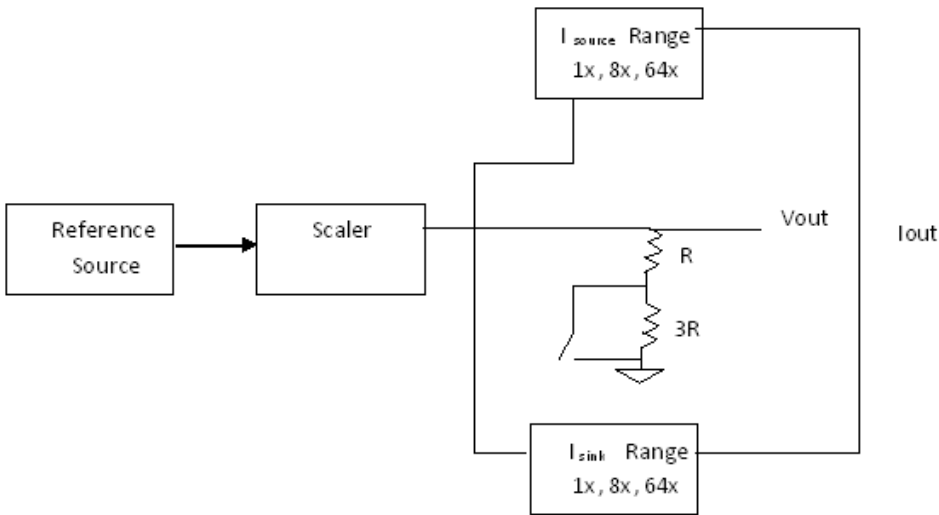 I source Range
1x, 8x, 64x
Reference
Source
Scaler
Vout
Iout
R
3R
I sink Range
1x, 8x, 64x